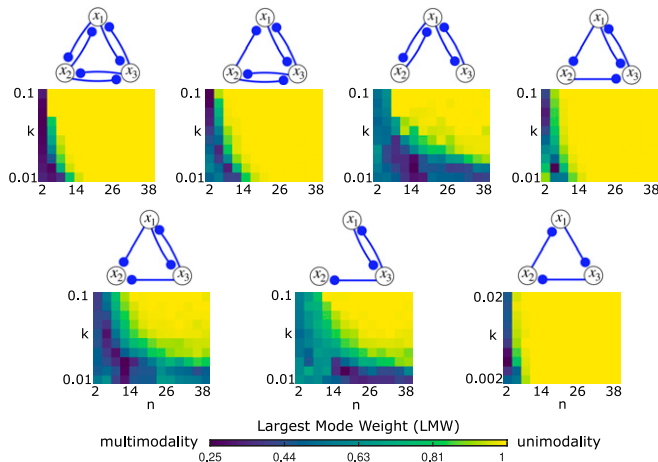 x1 x1 x1 x1
x2 x3 x2 x3 x2 x3 x2 x3
0.1 0.1 0.1 0.1
k k k k
0.01 0.01 0.01 0.01
2 14 26 38 2 14 26 38 2 14 26 38 2 14 26 38
x1 x1 x1
x2 x3 x2 x3 x2 x3
0.1 0.1 0.02
k k k
0.01 0.01 0.002
2 14 26 38 2 14 26 38 2 14 26 38
n n n
Largest Mode Weight (LMW)
multimodality unimodality
0.25 0.44 0.63 0.81 1